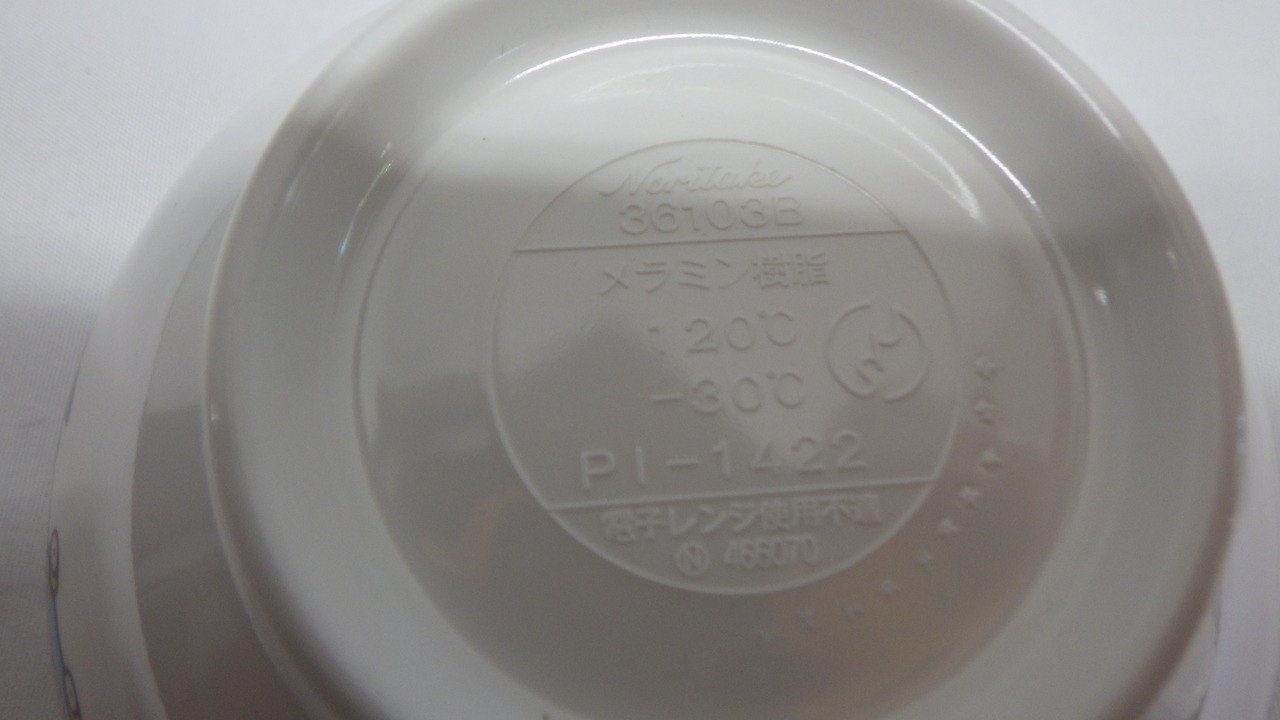 Noritake
36103B
メラミン樹脂
120℃
-30℃
PI-1422
電子レンジ使用不適
Ⓝ 466070